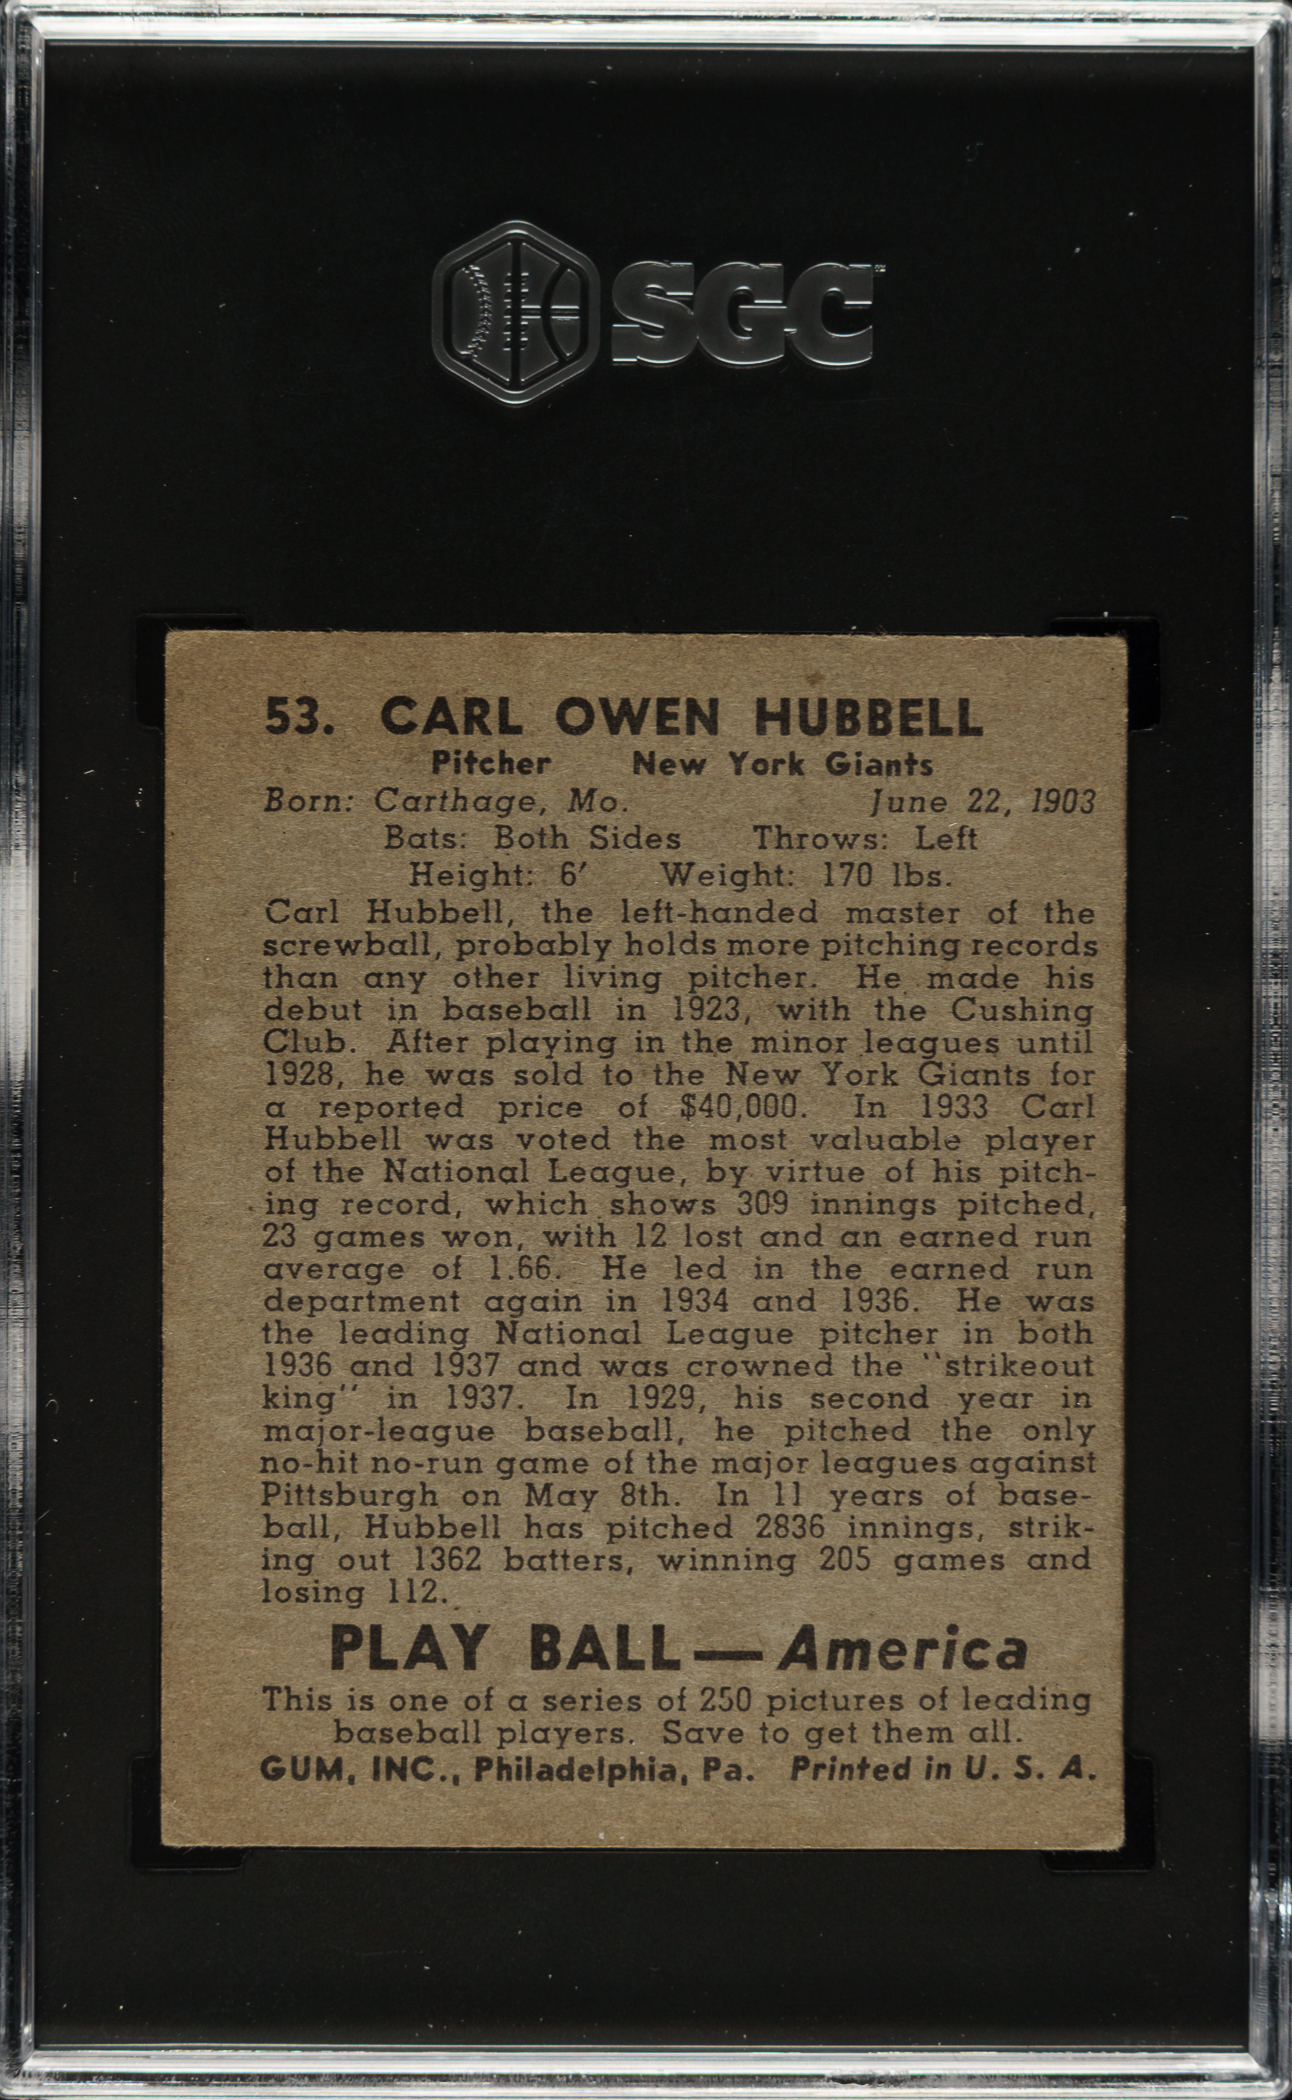 SGC
53. CARL OWEN HUBBELL
Pitcher New York Giants
Born: Carthage, Mo. June 22, 1903
Bats: Both Sides Throws: Left
Height: 6′ Weight: 170 lbs.
Carl Hubbell, the left-handed master of the
screwball, probably holds more pitching records
than any other living pitcher. He made his
debut in baseball in 1923, with the Cushing
Club. After playing in the minor leagues until
1928, he was sold to the New York Giants for
a reported price of $40,000. In 1933 Carl
Hubbell was voted the most valuable player
of the National League, by virtue of his pitch-
ing record, which shows 309 innings pitched,
23 games won, with 12 lost and an earned run
average of 1.66. He led in the earned run
department again in 1934 and 1936. He was
the leading National League pitcher in both
1936 and 1937 and was crowned the "strikeout
king" in 1937. In 1929, his second year in
major-league baseball, he pitched the only
no-hit no-run game of the major leagues against
Pittsburgh on May 8th. In 11 years of base-
ball, Hubbell has pitched 2836 innings, strik-
ing out 1362 batters, winning 205 games and
losing 112.
PLAY BALL—America
This is one of a series of 250 pictures of leading
baseball players. Save to get them all.
GUM, INC., Philadelphia, Pa. Printed in U. S. A.